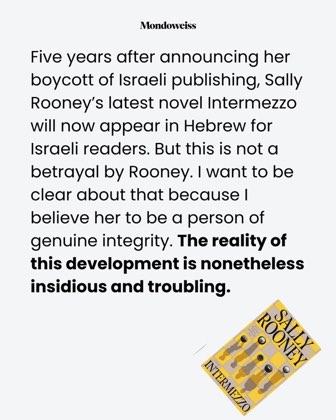 Mondoweiss
Five years after announcing her
boycott of Israeli publishing, Sally
Rooney’s latest novel Intermezzo
will now appear in Hebrew for
Israeli readers. But this is not a
betrayal by Rooney. I want to be
clear about that because I
believe her to be a person of
genuine integrity. The reality of
this development is nonetheless
insidious and troubling.
SALLY
ROONEY
INTERMEZZO